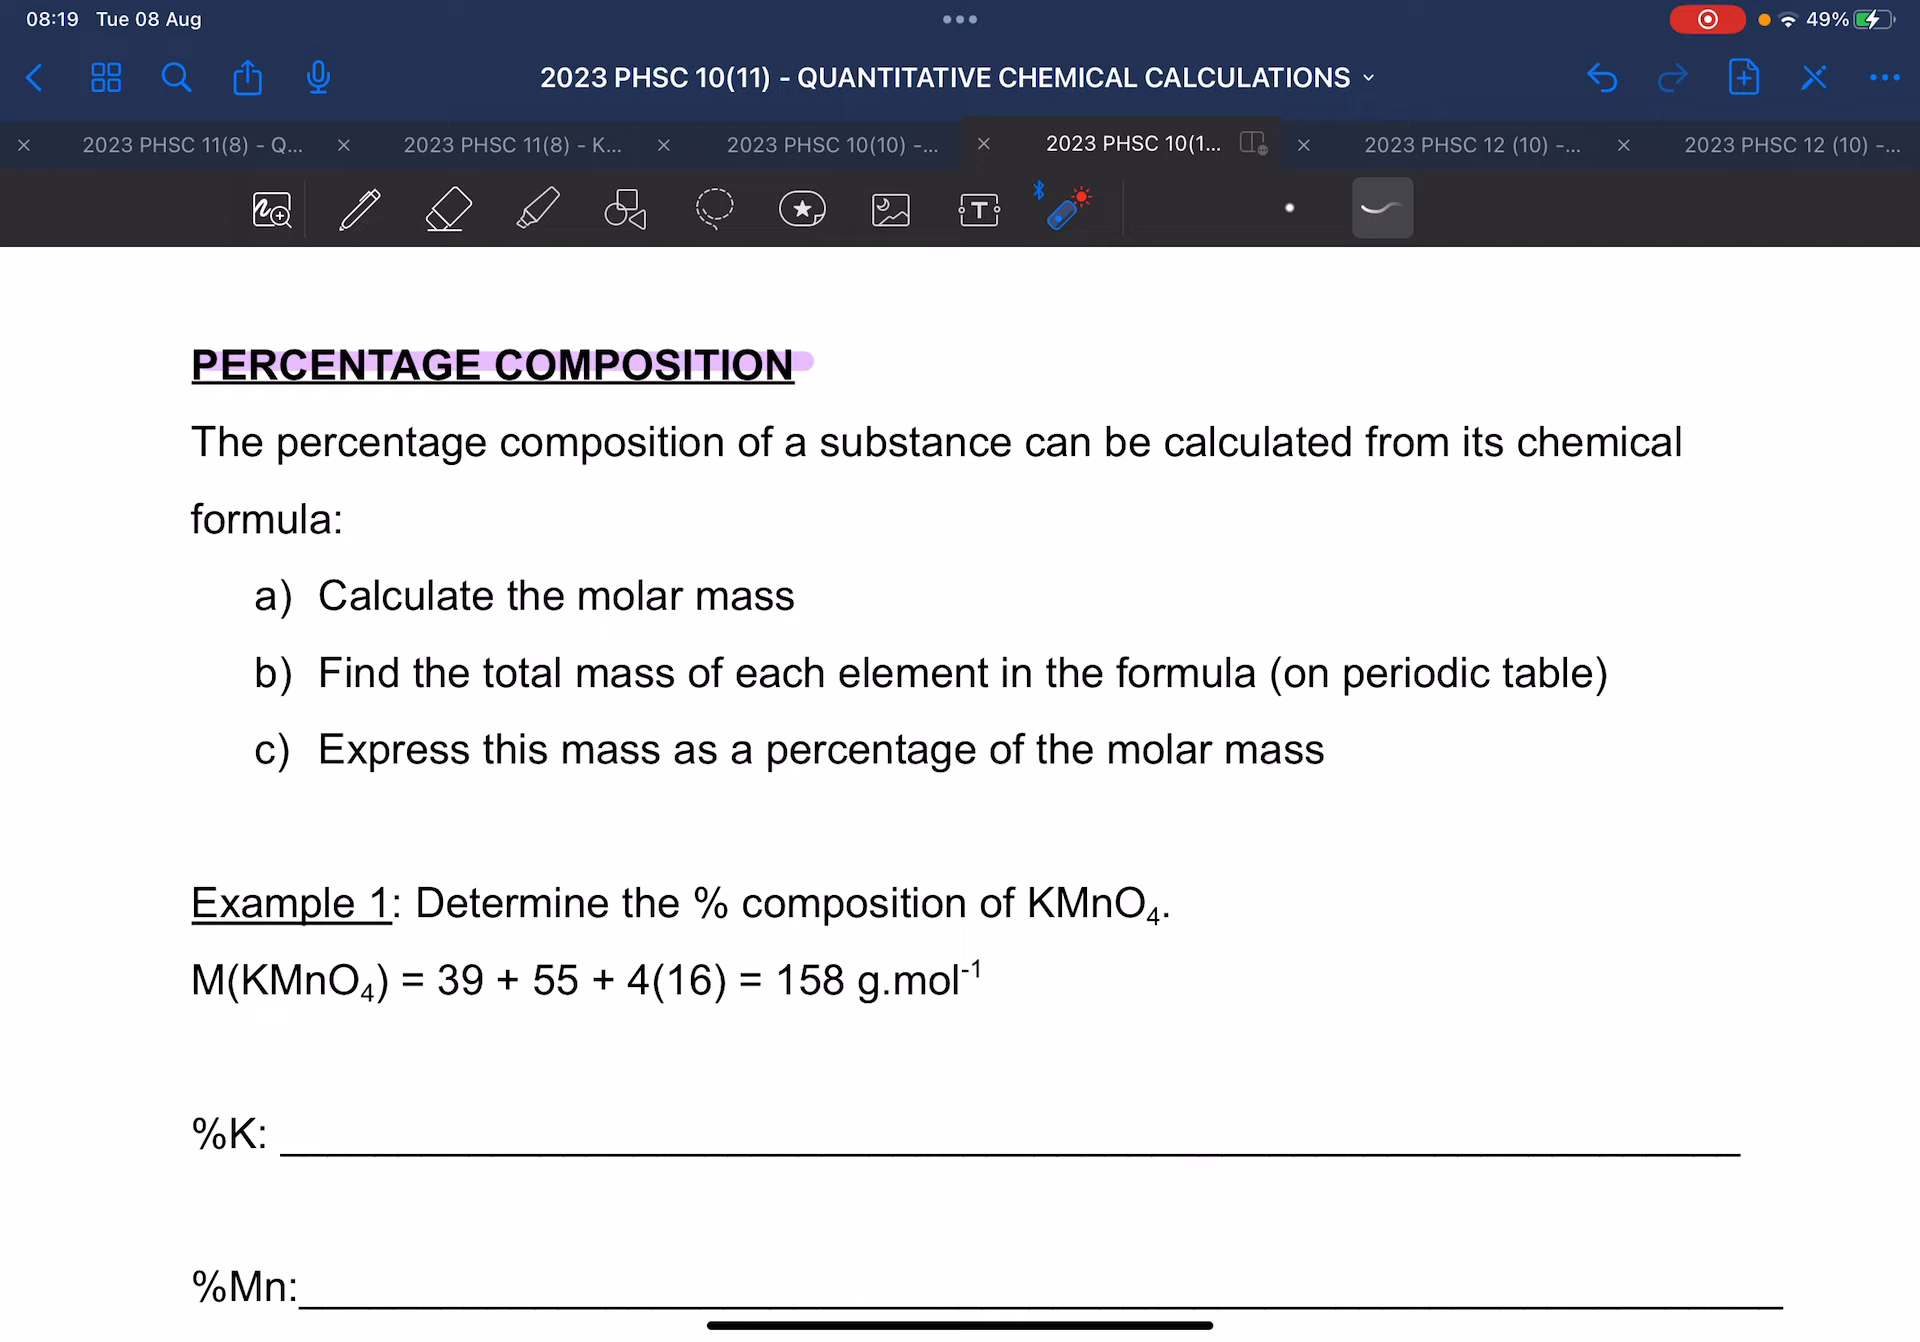 08:19 Tue 08 Aug
49%
2023 PHSC 10(11) - QUANTITATIVE CHEMICAL CALCULATIONS
2023 PHSC 11(8) - Q... 2023 PHSC 11(8) - K... 2023 PHSC 10(10) -... 2023 PHSC 10(1... 2023 PHSC 12 (10) -... 2023 PHSC 12 (10) -...
PERCENTAGE COMPOSITION
The percentage composition of a substance can be calculated from its chemical
formula:
a) Calculate the molar mass
b) Find the total mass of each element in the formula (on periodic table)
c) Express this mass as a percentage of the molar mass
Example 1: Determine the % composition of KMnO₄.
M(KMnO₄) = 39 + 55 + 4(16) = 158 g.mol⁻¹
%K:
%Mn: